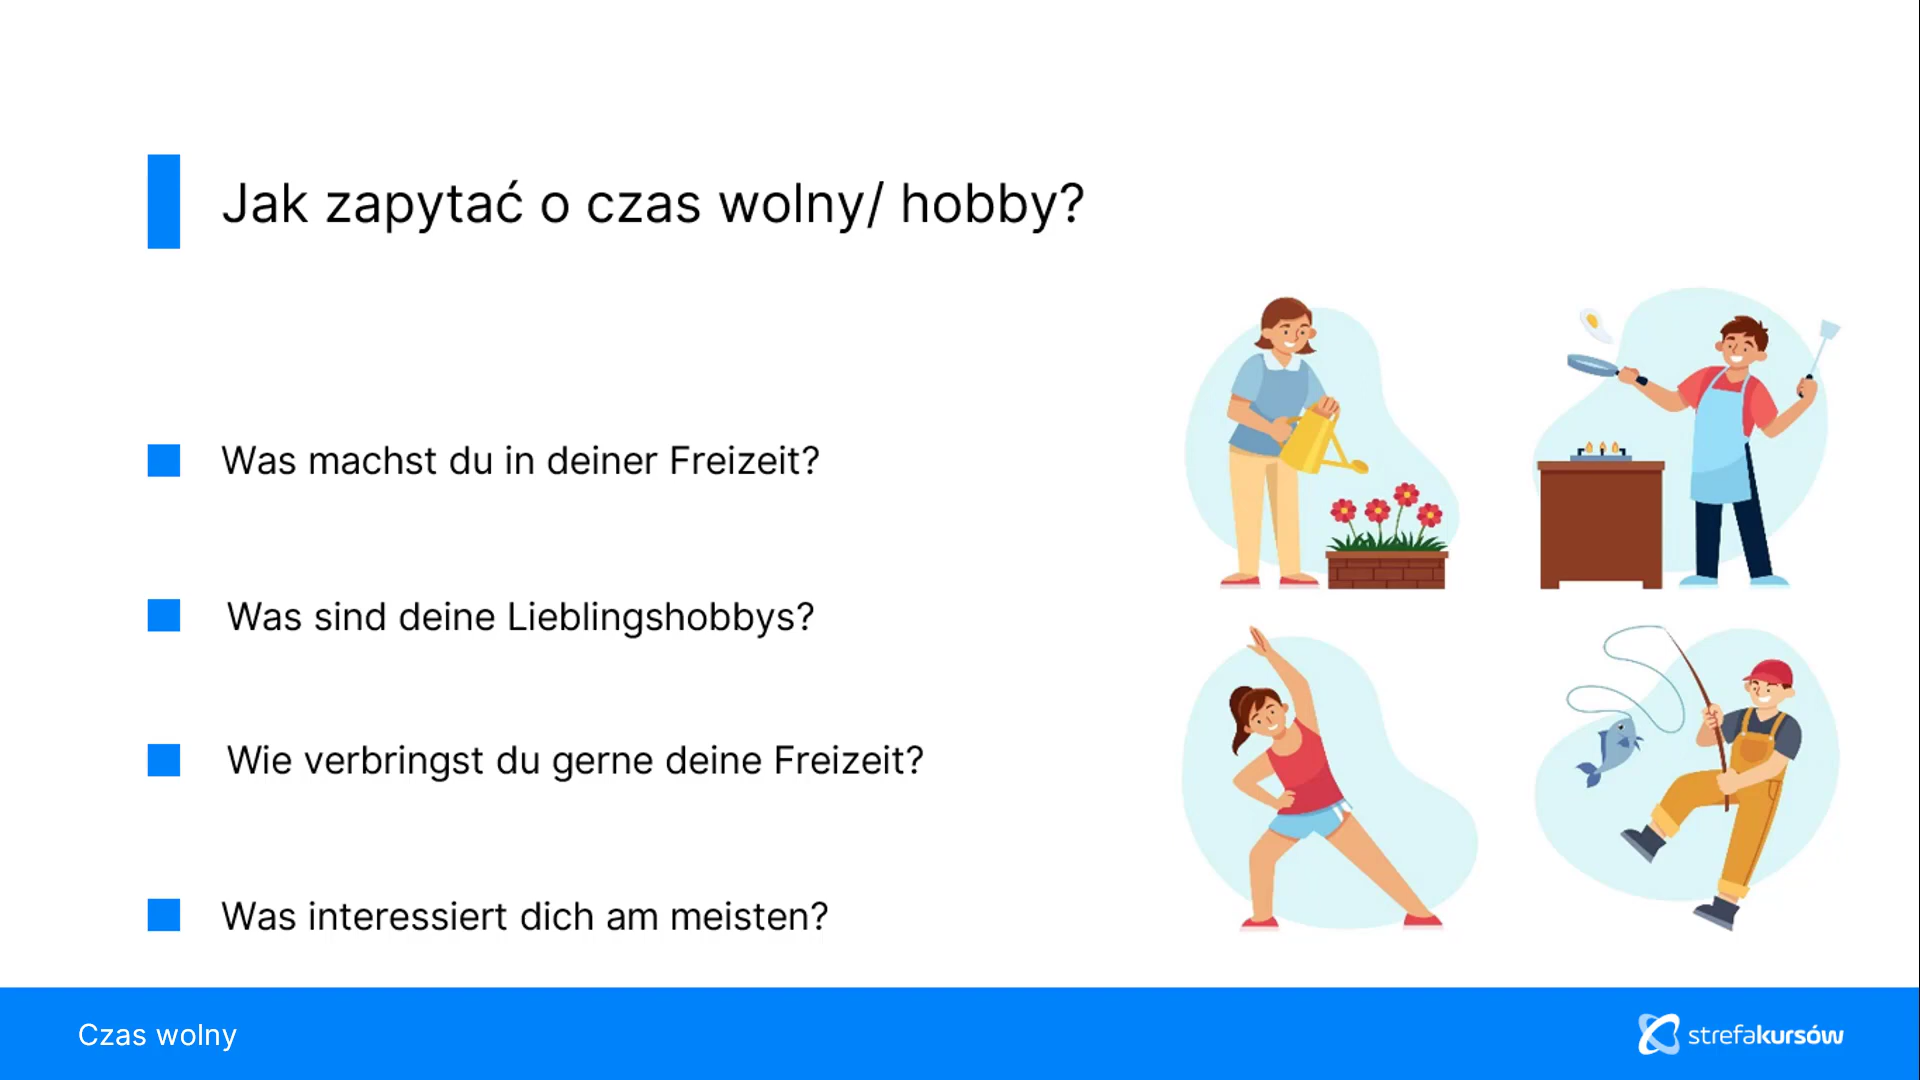 Jak zapytać o czas wolny/ hobby?
Was machst du in deiner Freizeit?
Was sind deine Lieblingshobbys?
Wie verbringst du gerne deine Freizeit?
Was interessiert dich am meisten?
Czas wolny
strefakursów